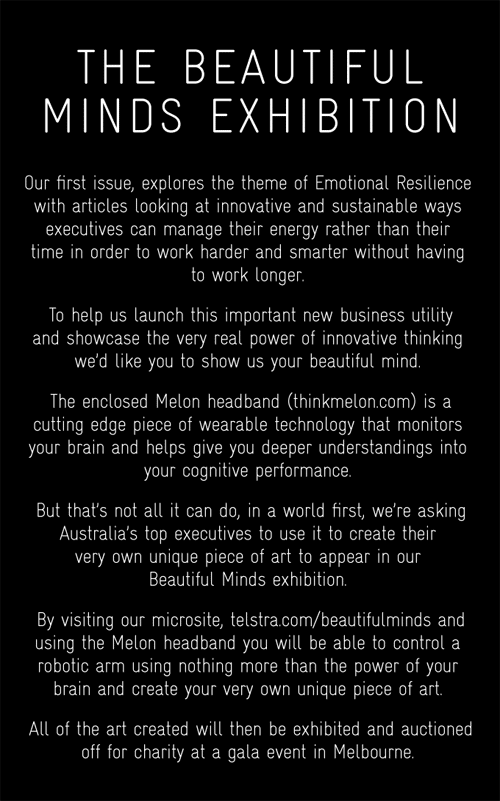 THE BEAUTIFUL
MINDS EXHIBITION
Our first issue, explores the theme of Emotional Resilience
with articles looking at innovative and sustainable ways
executives can manage their energy rather than their
time in order to work harder and smarter without having
to work longer.
To help us launch this important new business utility
and showcase the very real power of innovative thinking
we'd like you to show us your beautiful mind.
The enclosed Melon headband (thinkmelon.com) is a
cutting edge piece of wearable technology that monitors
your brain and helps give you deeper understandings into
your cognitive performance.
But that's not all it can do, in a world first, we're asking
Australia's top executives to use it to create their
very own unique piece of art to appear in our
Beautiful Minds exhibition.
By visiting our microsite, telstra.com/beautifulminds and
using the Melon headband you will be able to control a
robotic arm using nothing more than the power of your
brain and create your very own unique piece of art.
All of the art created will then be exhibited and auctioned
off for charity at a gala event in Melbourne.